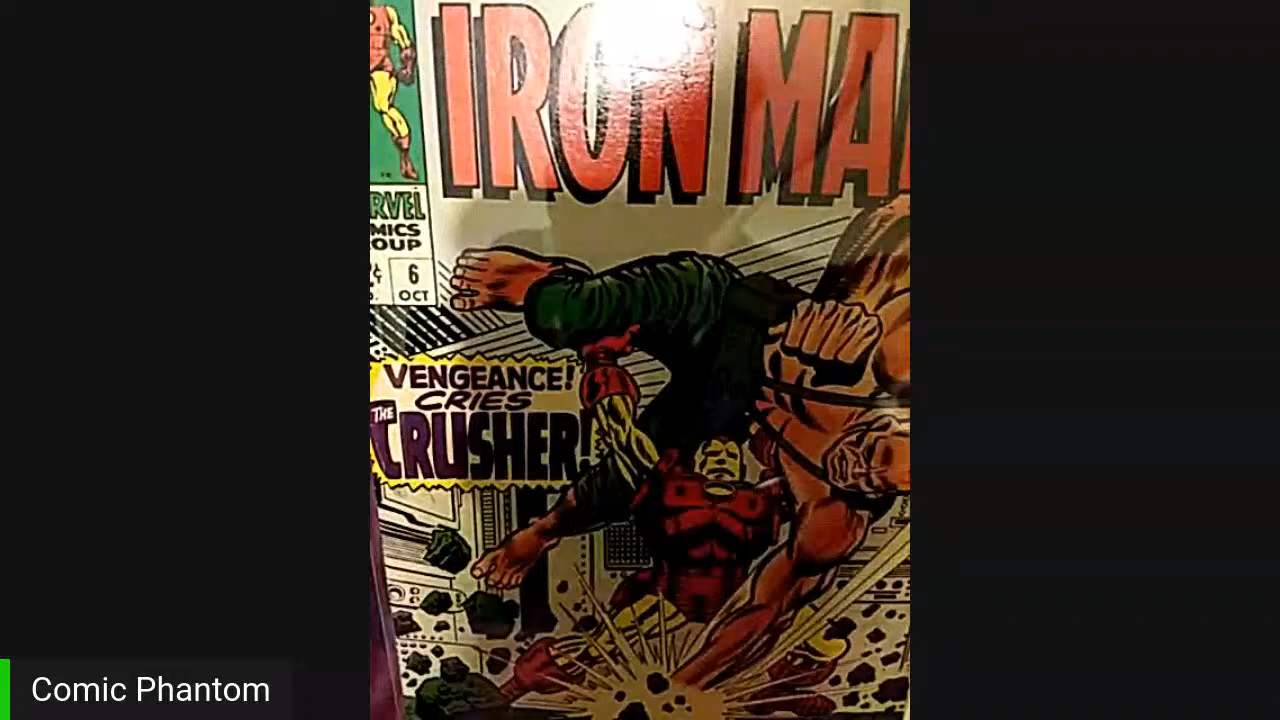 IRON MA
RVEL
MICS
OUP
6
OCT
VENGEANCE!
CRIES
THE
CRUSHER!
Comic Phantom